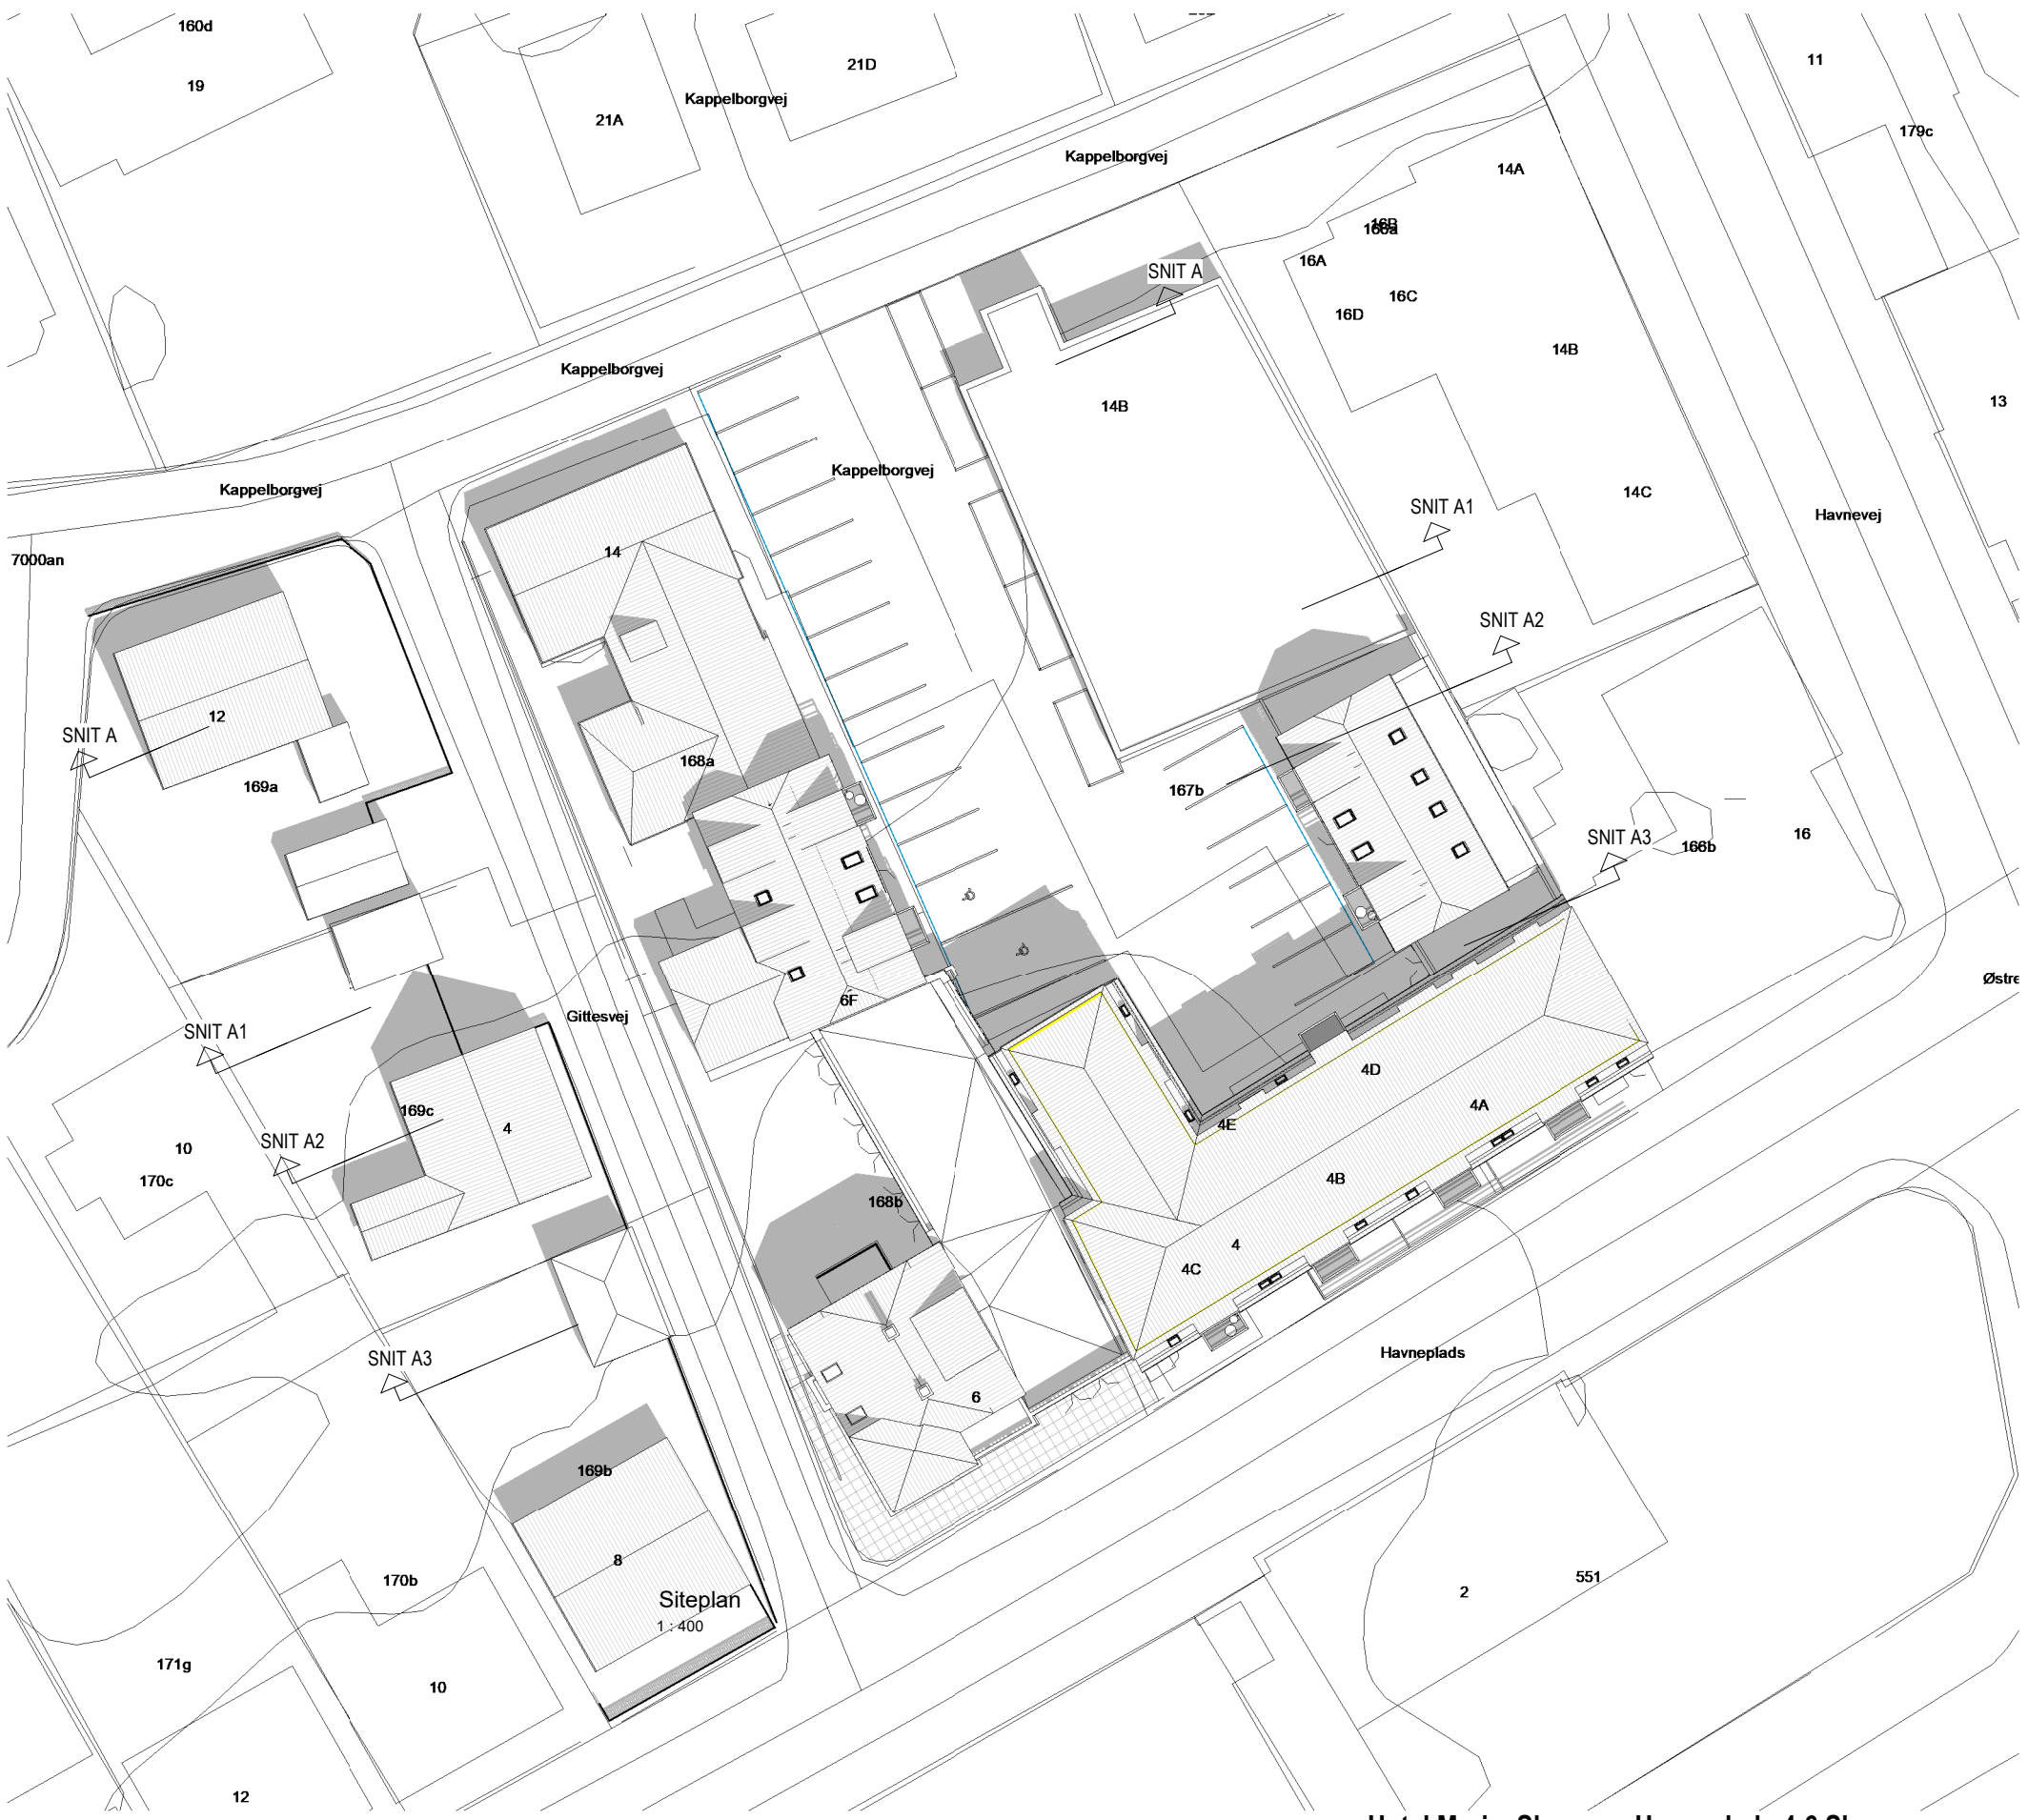 160d
19
21A
Kappelborgvej
21D
Kappelborgvej
11
179c
14A
166a
16A
16C
16D
SNIT A
14B
13
Kappelborgvej
14B
Kappelborgvej
Kappelborgvej
14C
SNIT A1
Havnevej
7000an
14
SNIT A2
12
SNIT A
168a
169a
167b
SNIT A3
166b
16
6F
Gittesvej
SNIT A1
4D
169c
4
4A
4E
10
SNIT A2
170c
4B
168b
4
4C
Havneplads
SNIT A3
6
169b
8
170b
Siteplan
1 : 400
2
551
171g
10
12